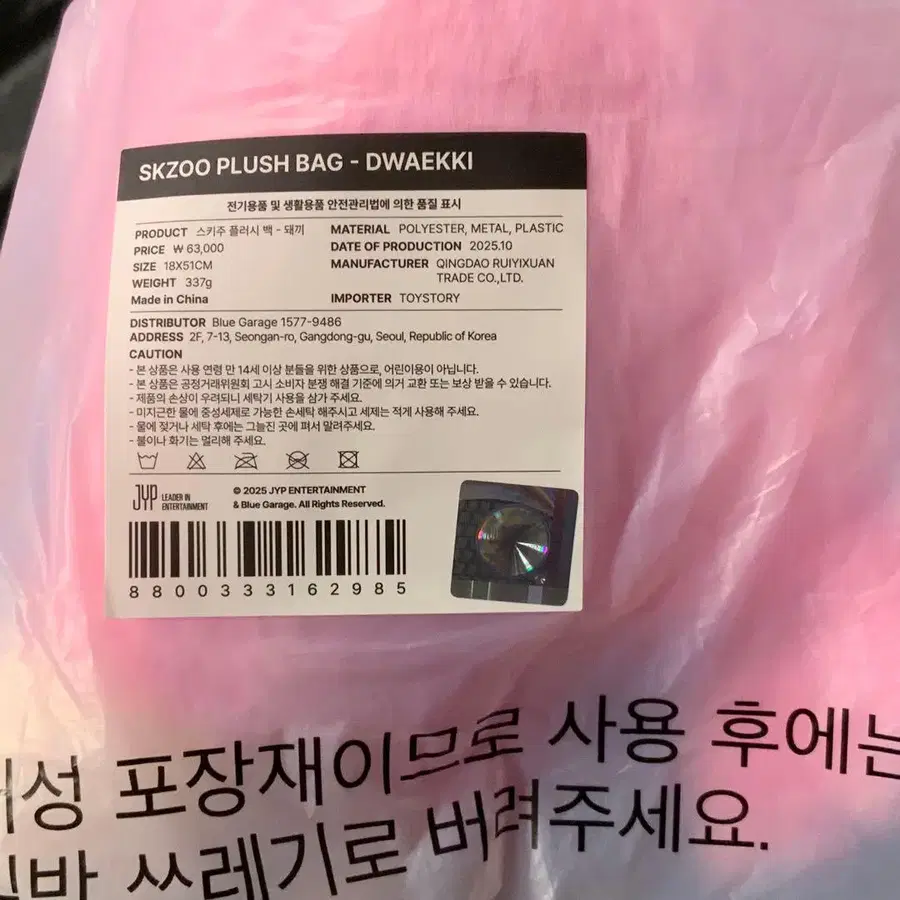 SKZOO PLUSH BAG - DWAEKKI
전기용품 및 생활용품 안전관리법에 의한 품질 표시
PRODUCT 스키주 플러시 백 - 돼끼
PRICE ₩ 63,000
SIZE 18X51CM
WEIGHT 337g
Made in China
MATERIAL POLYESTER, METAL, PLASTIC
DATE OF PRODUCTION 2025.10
MANUFACTURER QINGDAO RUIYIXUAN
TRADE CO.,LTD.
IMPORTER TOYSTORY
DISTRIBUTOR Blue Garage 1577-9486
ADDRESS 2F, 7-13, Seongan-ro, Gangdong-gu, Seoul, Republic of Korea
CAUTION
- 본 상품은 사용 연령 만 14세 이상 분들을 위한 상품으로, 어린이용이 아닙니다.
- 본 상품은 공정거래위원회 고시 소비자 분쟁 해결 기준에 의거 교환 또는 보상 받을 수 있습니다.
- 제품의 손상이 우려되니 세탁기 사용을 삼가 주세요.
- 미지근한 물에 중성세제로 가능한 손세탁 해주시고 세제는 적게 사용해 주세요.
- 물에 젖거나 세탁 후에는 그늘진 곳에 펴서 말려주세요.
- 불이나 화기는 멀리해 주세요.
JYP LEADER IN
ENTERTAINMENT
© 2025 JYP ENTERTAINMENT
& Blue Garage. All Rights Reserved.
8800333162985
성 포장재이므로 사용 후에는
쓰레기로 버려주세요.